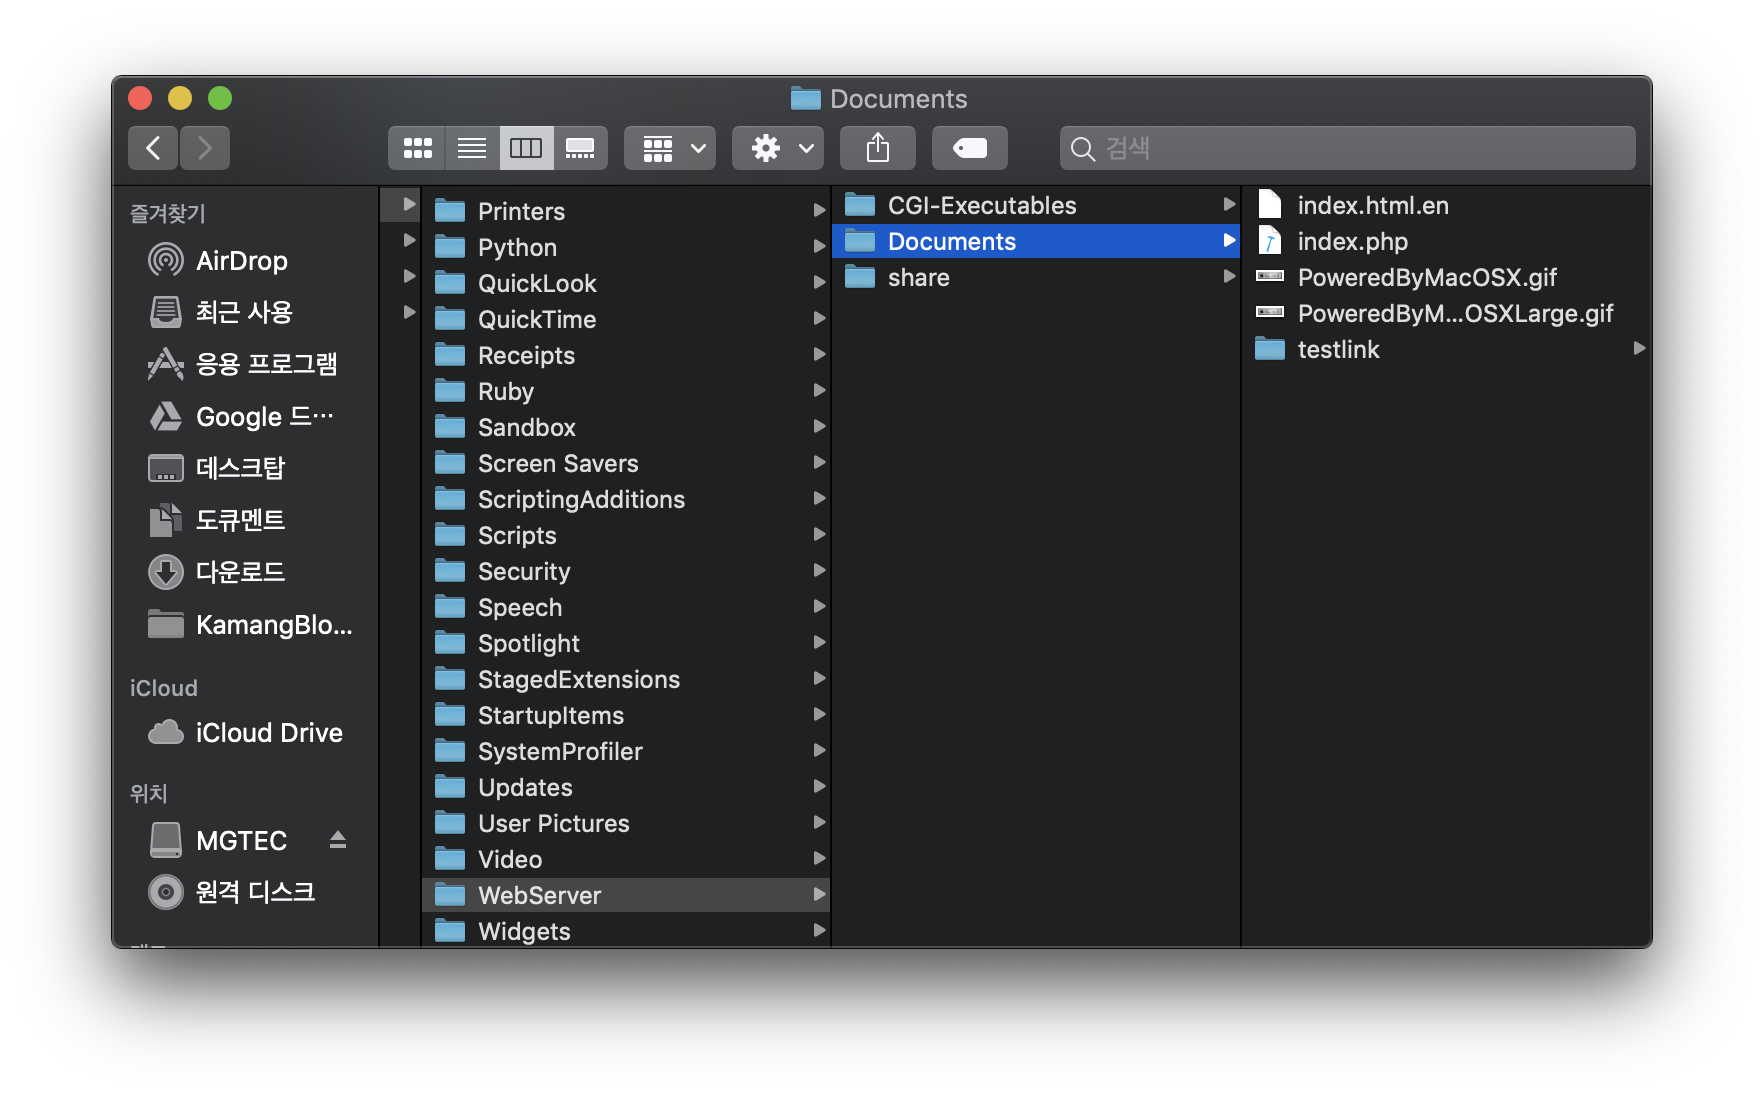 Documents
검색
즐겨찾기
AirDrop
최근 사용
응용 프로그램
Google 드…
데스크탑
도큐멘트
다운로드
KamangBlo...
iCloud
iCloud Drive
위치
MGTEC
원격 디스크
Printers
Python
QuickLook
QuickTime
Receipts
Ruby
Sandbox
Screen Savers
ScriptingAdditions
Scripts
Security
Speech
Spotlight
StagedExtensions
StartupItems
SystemProfiler
Updates
User Pictures
Video
WebServer
Widgets
CGI-Executables
Documents
share
index.html.en
index.php
PoweredByMacOSX.gif
PoweredByM...OSXLarge.gif
testlink